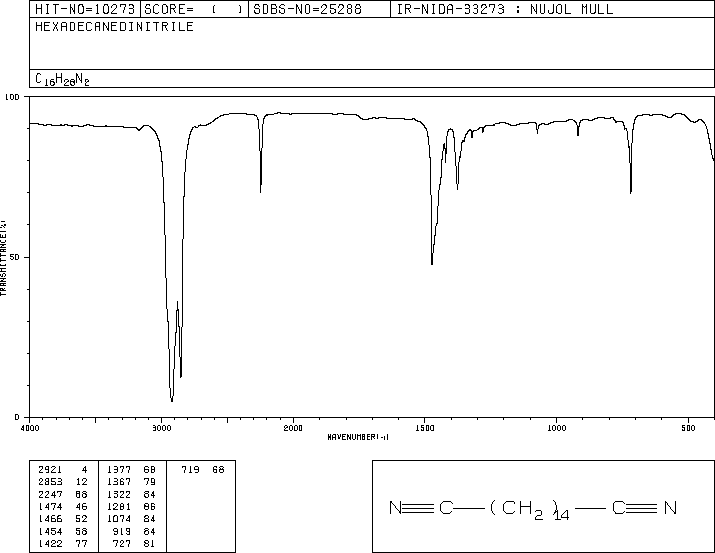 HIT-NO=10273 SCORE= ( ) SDBS-NO=25288 IR-NIDA-33273 : NUJOL MULL
HEXADECANEDINITRILE
C16H28N2
100
TRANSMITTANCE(%)
50
0
4000 3000 2000 1500 1000 500
WAVENUMBER(-1)
2921 4 1377 68 719 68
2853 12 1367 79
2247 68 1322 84
1474 46 1281 86
1466 52 1074 84
1454 58 919 84
1422 77 727 81
N≡C—(CH2)14—C≡N